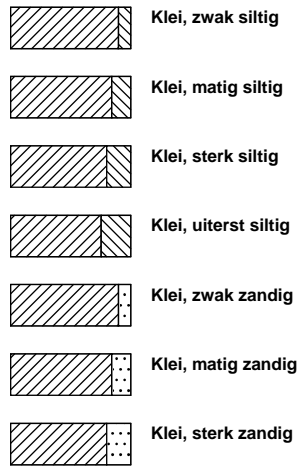 Klei, zwak siltig
Klei, matig siltig
Klei, sterk siltig
Klei, uiterst siltig
Klei, zwak zandig
Klei, matig zandig
Klei, sterk zandig